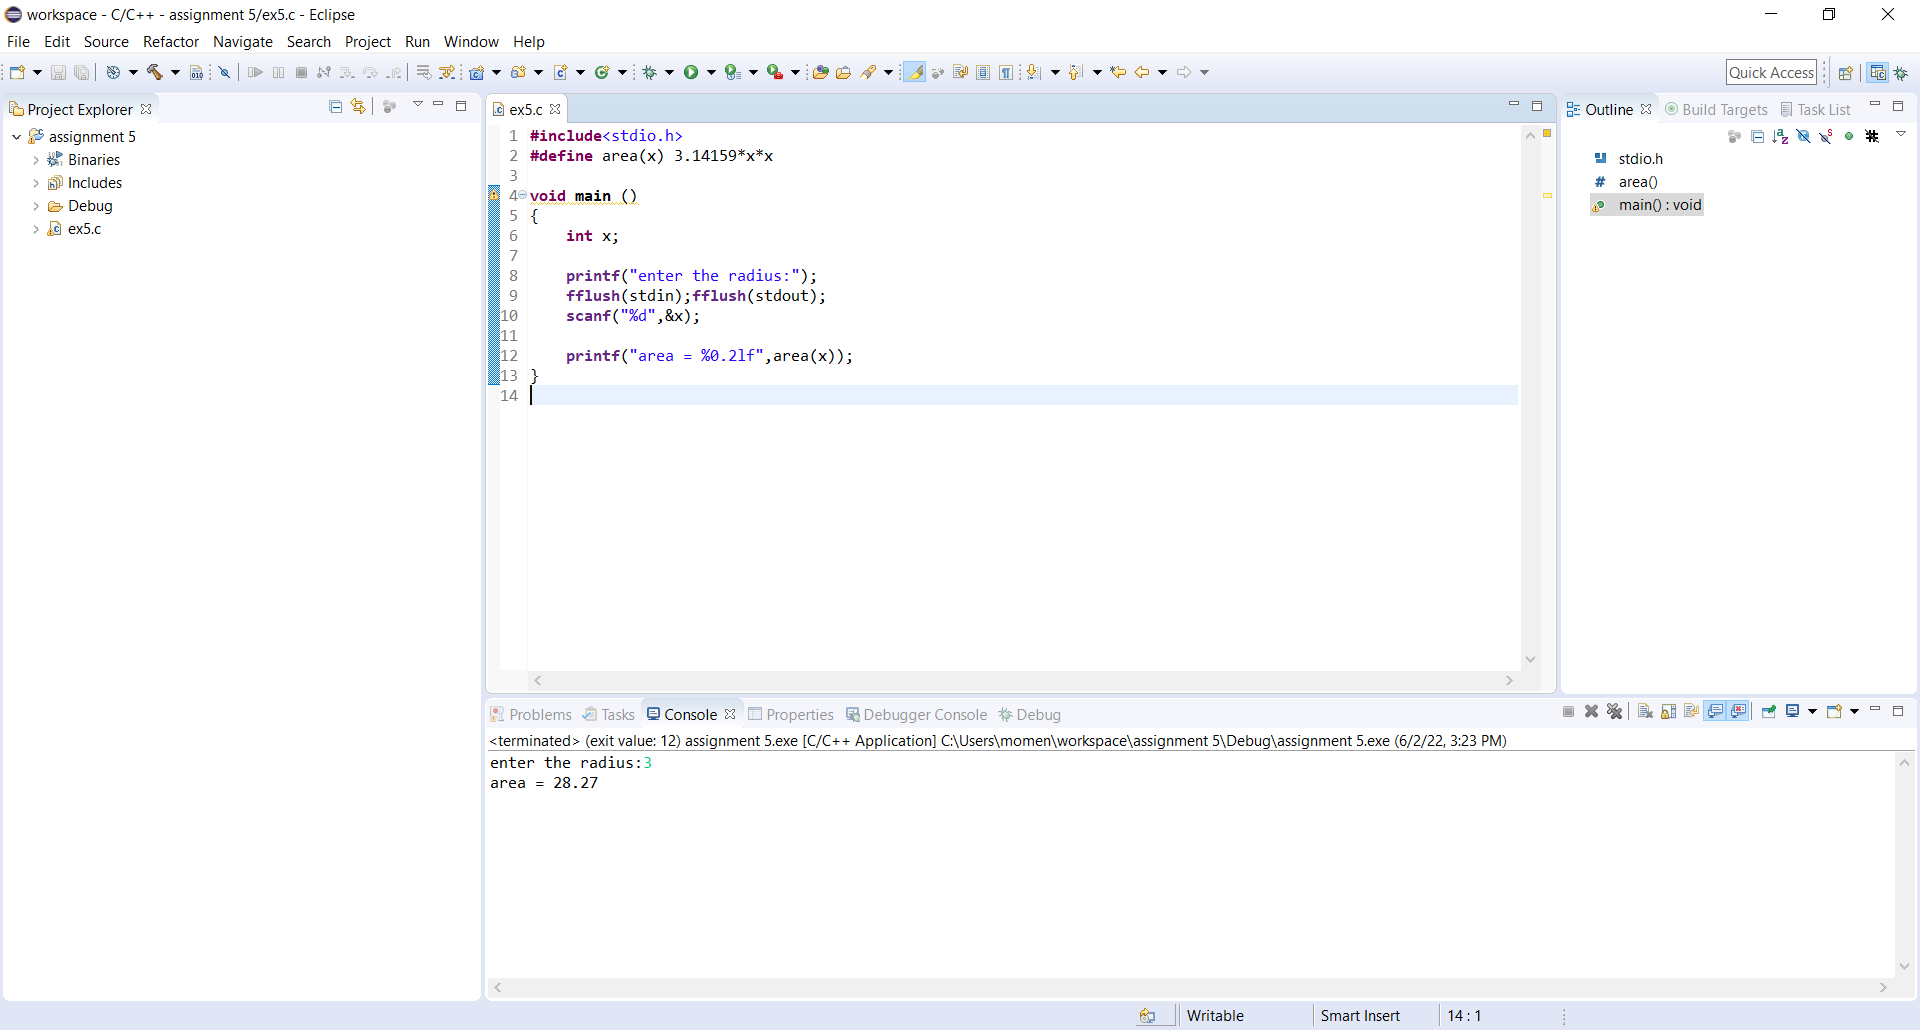 workspace - C/C++ - assignment 5/ex5.c - Eclipse
File Edit Source Refactor Navigate Search Project Run Window Help
Quick Access
Project Explorer
assignment 5
Binaries
Includes
Debug
ex5.c
ex5.c
1 #include<stdio.h>
2 #define area(x) 3.14159*x*x
3
4 void main ()
5 {
6     int x;
7
8     printf("enter the radius:");
9     fflush(stdin);fflush(stdout);
10     scanf("%d",&x);
11
12     printf("area = %0.2lf",area(x));
13 }
14
Outline Build Targets Task List
stdio.h
area()
main() : void
Problems Tasks Console Properties Debugger Console Debug
<terminated> (exit value: 12) assignment 5.exe [C/C++ Application] C:\Users\momen\workspace\assignment 5\Debug\assignment 5.exe (6/2/22, 3:23 PM)
enter the radius:3
area = 28.27
Writable Smart Insert 14 : 1